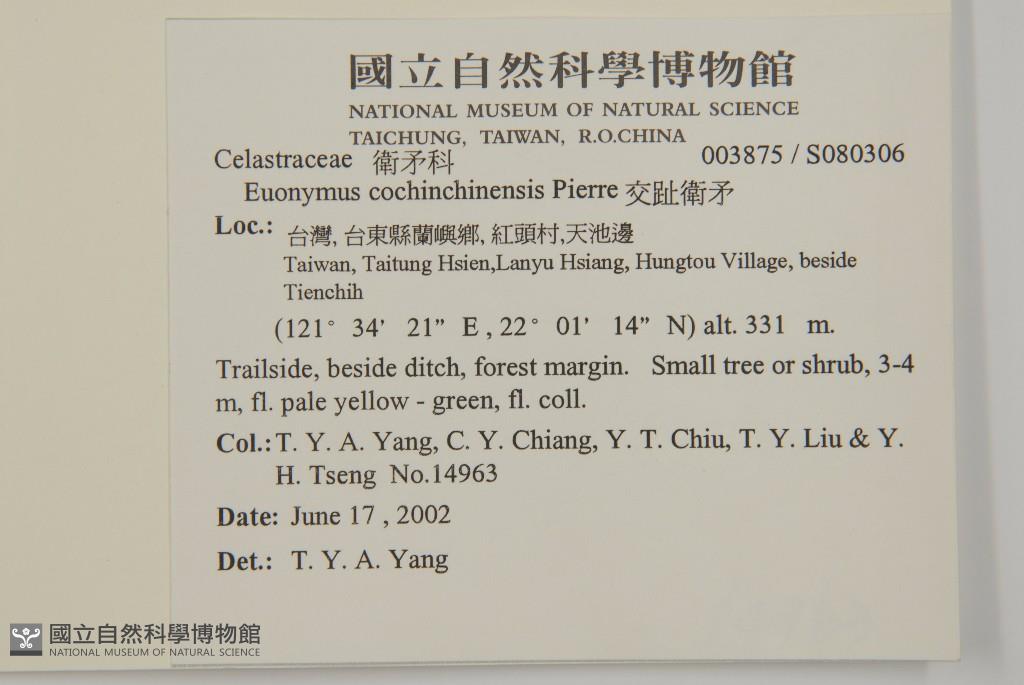 國立自然科學博物館
NATIONAL MUSEUM OF NATURAL SCIENCE
TAICHUNG, TAIWAN, R.O.CHINA
Celastraceae 衛矛科 003875 / S080306
Euonymus cochinchinensis Pierre 交趾衛矛
Loc.: 台灣, 台東縣蘭嶼鄉, 紅頭村,天池邊
Taiwan, Taitung Hsien,Lanyu Hsiang, Hungtou Village, beside
Tienchih
(121° 34' 21" E , 22° 01' 14" N) alt. 331 m.
Trailside, beside ditch, forest margin. Small tree or shrub, 3-4
m, fl. pale yellow - green, fl. coll.
Col.: T. Y. A. Yang, C. Y. Chiang, Y. T. Chiu, T. Y. Liu & Y.
H. Tseng No.14963
Date: June 17 , 2002
Det.: T. Y. A. Yang
國立自然科學博物館
NATIONAL MUSEUM OF NATURAL SCIENCE